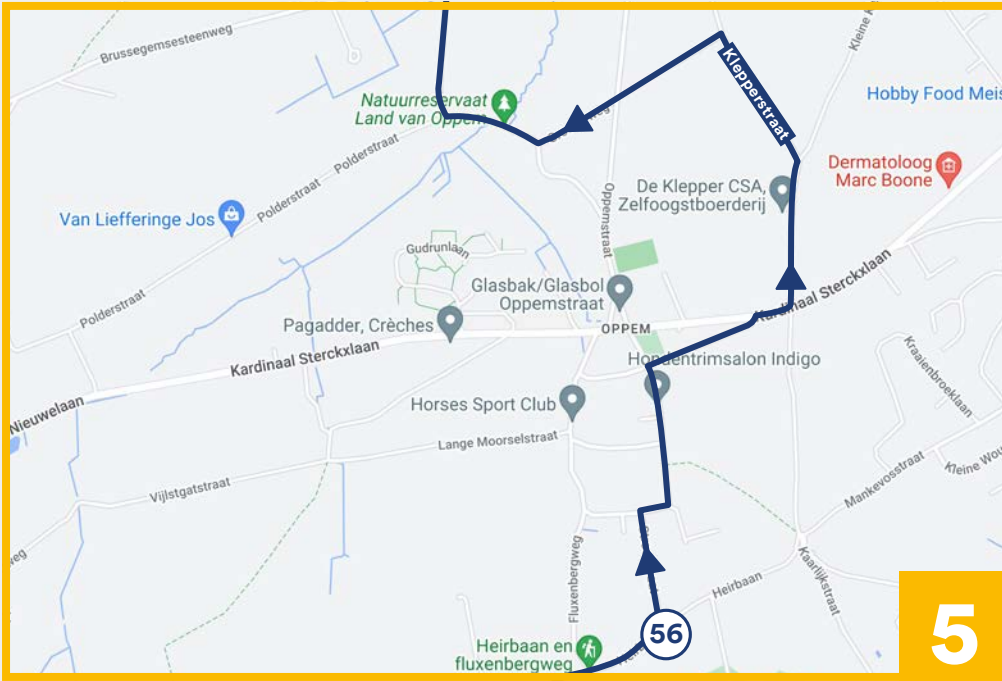 Brussegemsesteenweg
Kleine
Klepperstraat
Natuurreservaat
Land van Oppem
Hobby Food Meis
Polderstraat
Dermatoloog
Marc Boone
De Klepper CSA,
Zelfoogstboerderij
Van Liefferinge Jos
Polderstraat
Oppemstraat
Gudrunlaan
Kardinaal Sterckxlaan
Glasbak/Glasbol
Oppemstraat
Polderstraat
Pagadder, Crèches
OPPEM
Kardinaal Sterckxlaan
Hondentrimsalon Indigo
Kraaienbroeklaan
Nieuwelaan
Horses Sport Club
Lange Moorselstraat
Kleine Wou
Mankevosstraat
Vijlstgatstraat
weg
Fluxenbergweg
Kaarlijkstraat
Heirbaan
56
Heirbaan en
fluxenbergweg
5